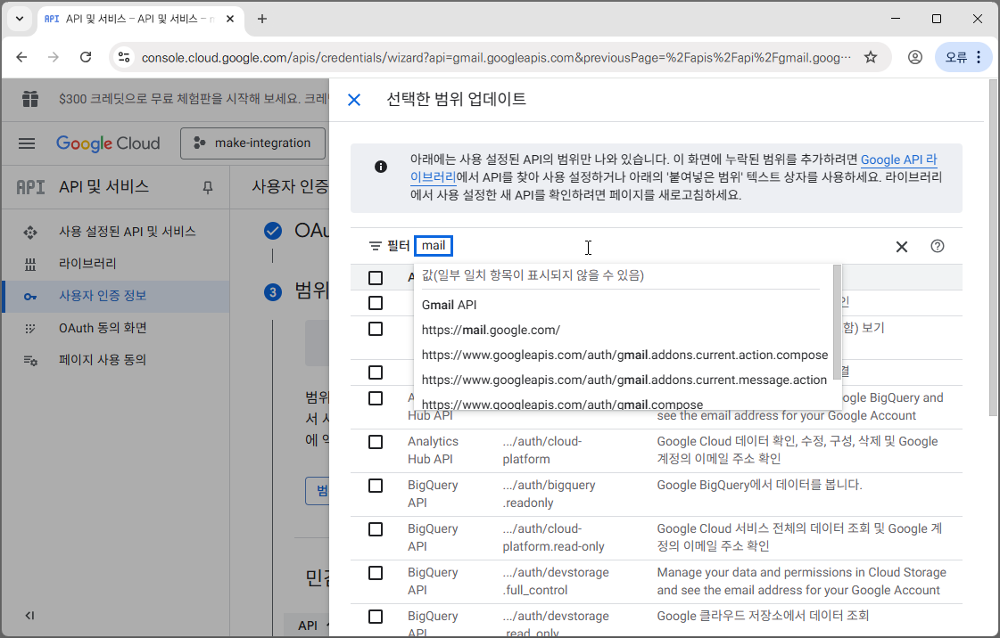 API API 및 서비스 – API 및 서비스 –
console.cloud.google.com/apis/credentials/wizard?api=gmail.googleapis.com&previousPage=%2Fapis%2Fapi%2Fgmail.goog…
오류
$300 크레딧으로 무료 체험판을 시작해 보세요. 크레
선택한 범위 업데이트
Google Cloud
make-integration
아래에는 사용 설정된 API의 범위만 나와 있습니다. 이 화면에 누락된 범위를 추가하려면 Google API 라
이브러리에서 API를 찾아 사용 설정하거나 아래의 '붙여넣은 범위' 텍스트 상자를 사용하세요. 라이브러리
에서 사용 설정한 새 API를 확인하려면 페이지를 새로고침하세요.
API API 및 서비스
사용자 인증
사용 설정된 API 및 서비스
라이브러리
사용자 인증 정보
OAuth 동의 화면
페이지 사용 동의
OAu
3 범위
범위
서 사
에 익
범
민감
API
필터 mail
값(일부 일치 항목이 표시되지 않을 수 있음)
Gmail API
https://mail.google.com/
https://www.googleapis.com/auth/gmail.addons.current.action.compose
https://www.googleapis.com/auth/gmail.addons.current.message.action
https://www.googleapis.com/auth/gmail.compose
인
함) 보기
결
Hub API
ogle BigQuery and
see the email address for your Google Account
Analytics
Hub API
.../auth/cloud-
platform
Google Cloud 데이터 확인, 수정, 구성, 삭제 및 Google
계정의 이메일 주소 확인
BigQuery
API
.../auth/bigquery
.readonly
Google BigQuery에서 데이터를 봅니다.
BigQuery
API
.../auth/cloud-
platform.read-only
Google Cloud 서비스 전체의 데이터 조회 및 Google 계
정의 이메일 주소 확인
BigQuery
API
.../auth/devstorage
.full_control
Manage your data and permissions in Cloud Storage
and see the email address for your Google Account
BigQuery
API
.../auth/devstorage
.read_only
Google 클라우드 저장소에서 데이터 조회